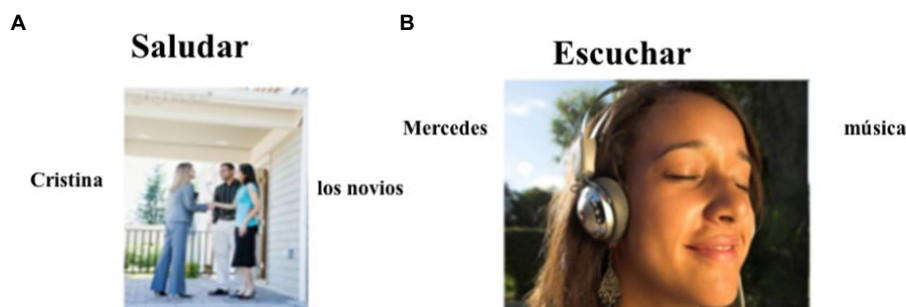 A
Saludar
Cristina
los novios
B
Escuchar
Mercedes
música